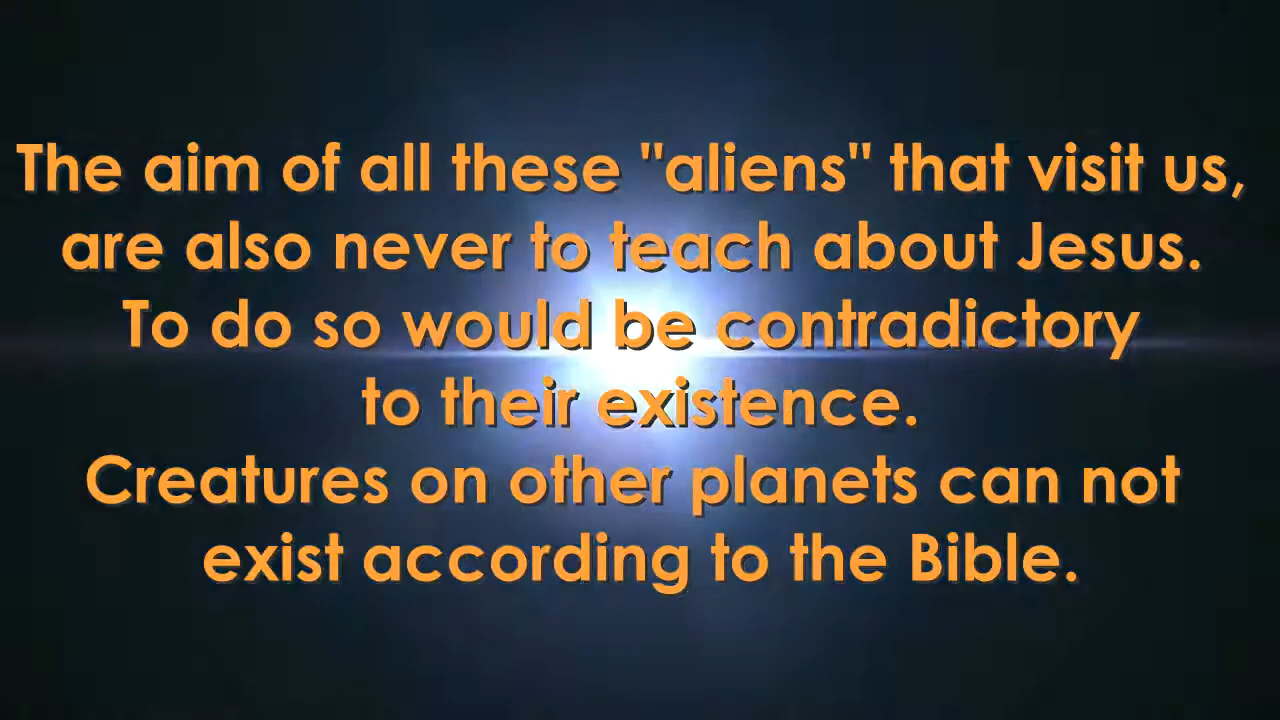 The aim of all these "aliens" that visit us,
are also never to teach about Jesus.
To do so would be contradictory
to their existence.
Creatures on other planets can not
exist according to the Bible.